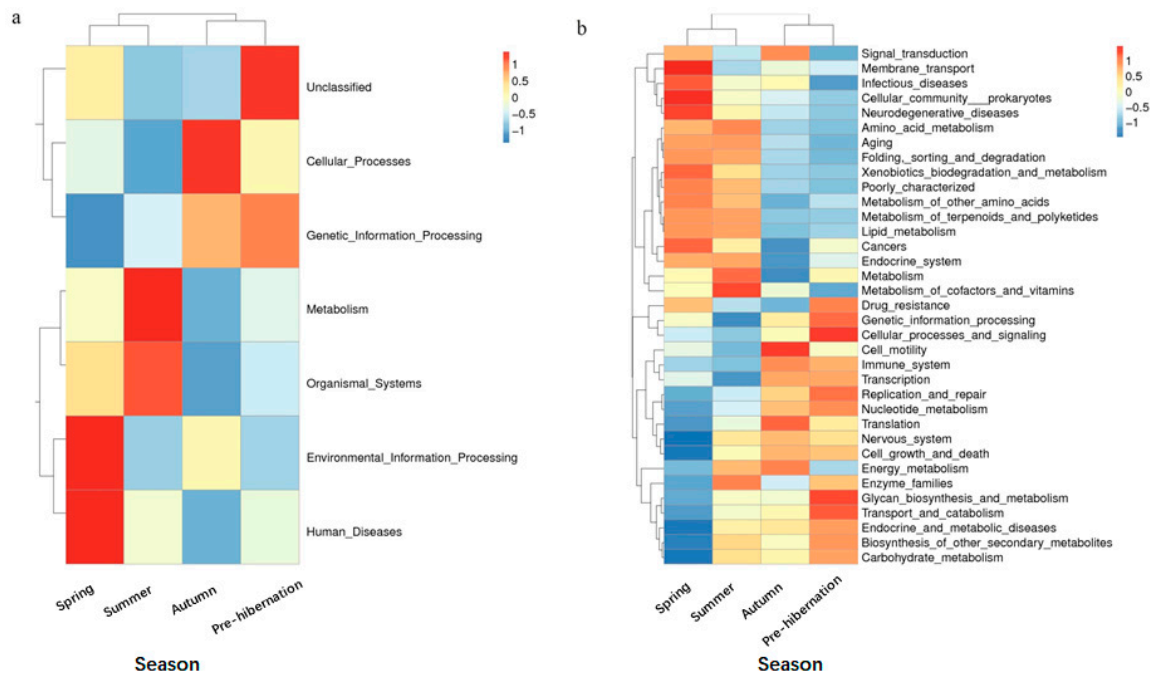 a
Unclassified
Cellular_Processes
Genetic_Information_Processing
Metabolism
Organismal_Systems
Environmental_Information_Processing
Human_Diseases
1
0.5
0
−0.5
−1
Spring
Summer
Autumn
Pre-hibernation
Season
b
Signal_transduction
Membrane_transport
Infectious_diseases
Cellular_community___prokaryotes
Neurodegenerative_diseases
Amino_acid_metabolism
Aging
Folding,_sorting_and_degradation
Xenobiotics_biodegradation_and_metabolism
Poorly_characterized
Metabolism_of_other_amino_acids
Metabolism_of_terpenoids_and_polyketides
Lipid_metabolism
Cancers
Endocrine_system
Metabolism
Metabolism_of_cofactors_and_vitamins
Drug_resistance
Genetic_information_processing
Cellular_processes_and_signaling
Cell_motility
Immune_system
Transcription
Replication_and_repair
Nucleotide_metabolism
Translation
Nervous_system
Cell_growth_and_death
Energy_metabolism
Enzyme_families
Glycan_biosynthesis_and_metabolism
Transport_and_catabolism
Endocrine_and_metabolic_diseases
Biosynthesis_of_other_secondary_metabolites
Carbohydrate_metabolism
1
0.5
0
−0.5
−1
Spring
Summer
Autumn
Pre-hibernation
Season